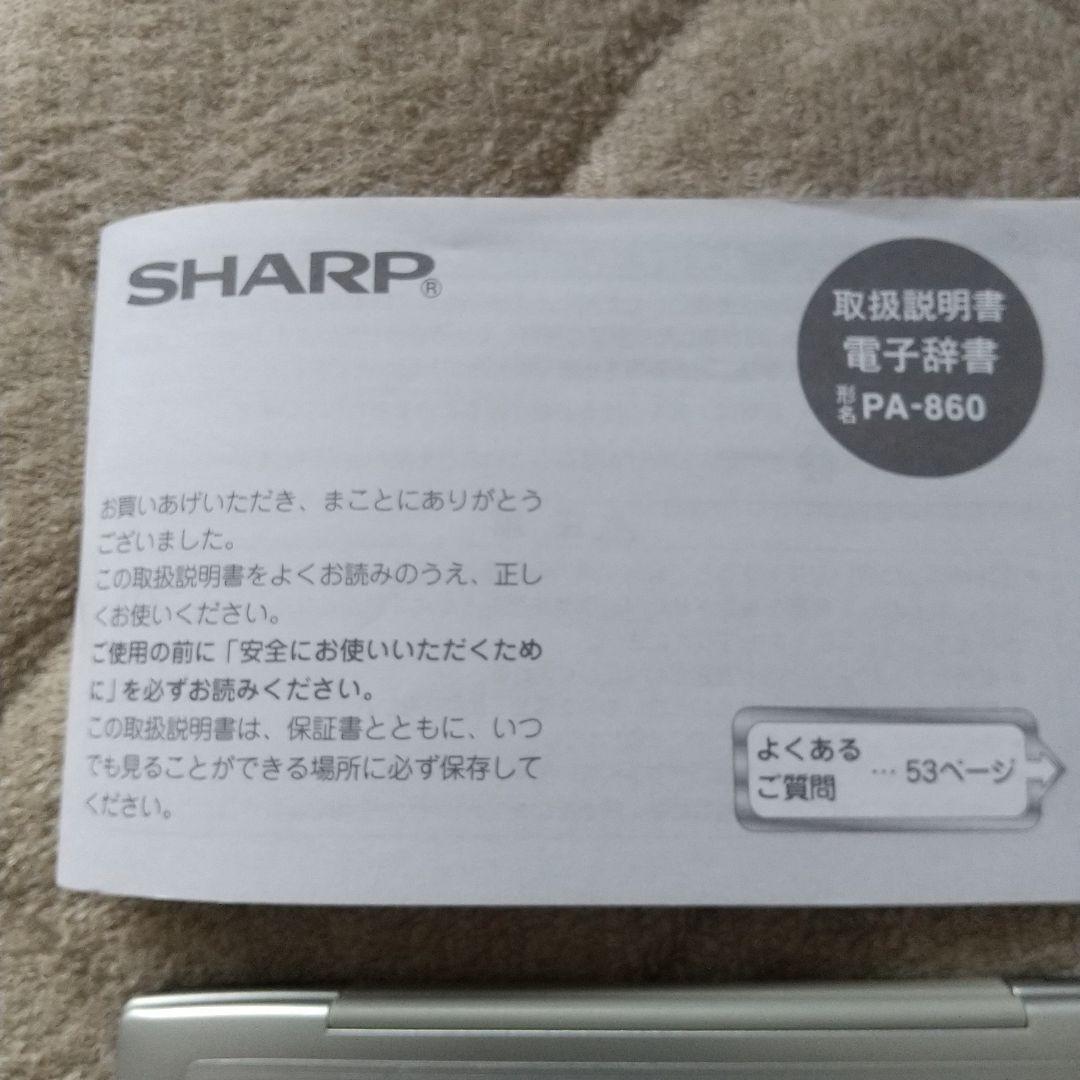 SHARP®
取扱説明書
電子辞書
形名 PA-860
お買いあげいただき、まことにありがとう
ございました。
この取扱説明書をよくお読みのうえ、正し
くお使いください。
ご使用の前に「安全にお使いいただくため
に」を必ずお読みください。
この取扱説明書は、保証書とともに、いつ
でも見ることができる場所に必ず保存して
ください。
よくある
ご質問 … 53ページ